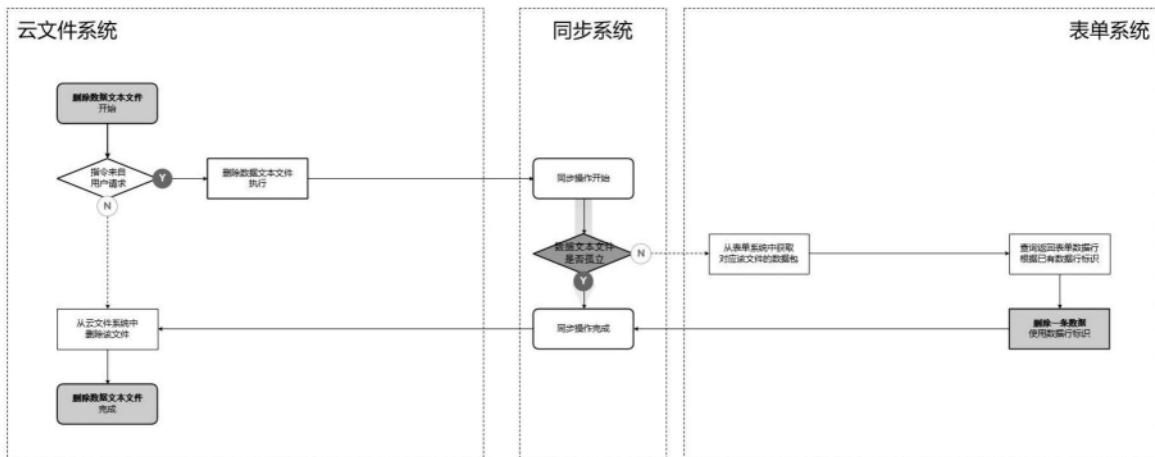 云文件系统
同步系统
表单系统
删除数据文本文件
开始
指令来自
用户请求
Y
删除数据文本文件
执行
同步操作开始
N
数据文本文件
是否孤立
N
从表单系统中获取
对应该文件的数据包
查询返回表单数据行
根据已有数据行标识
Y
从云文件系统中
删除该文件
同步操作完成
删除一条数据
使用数据行标识
删除数据文本文件
完成